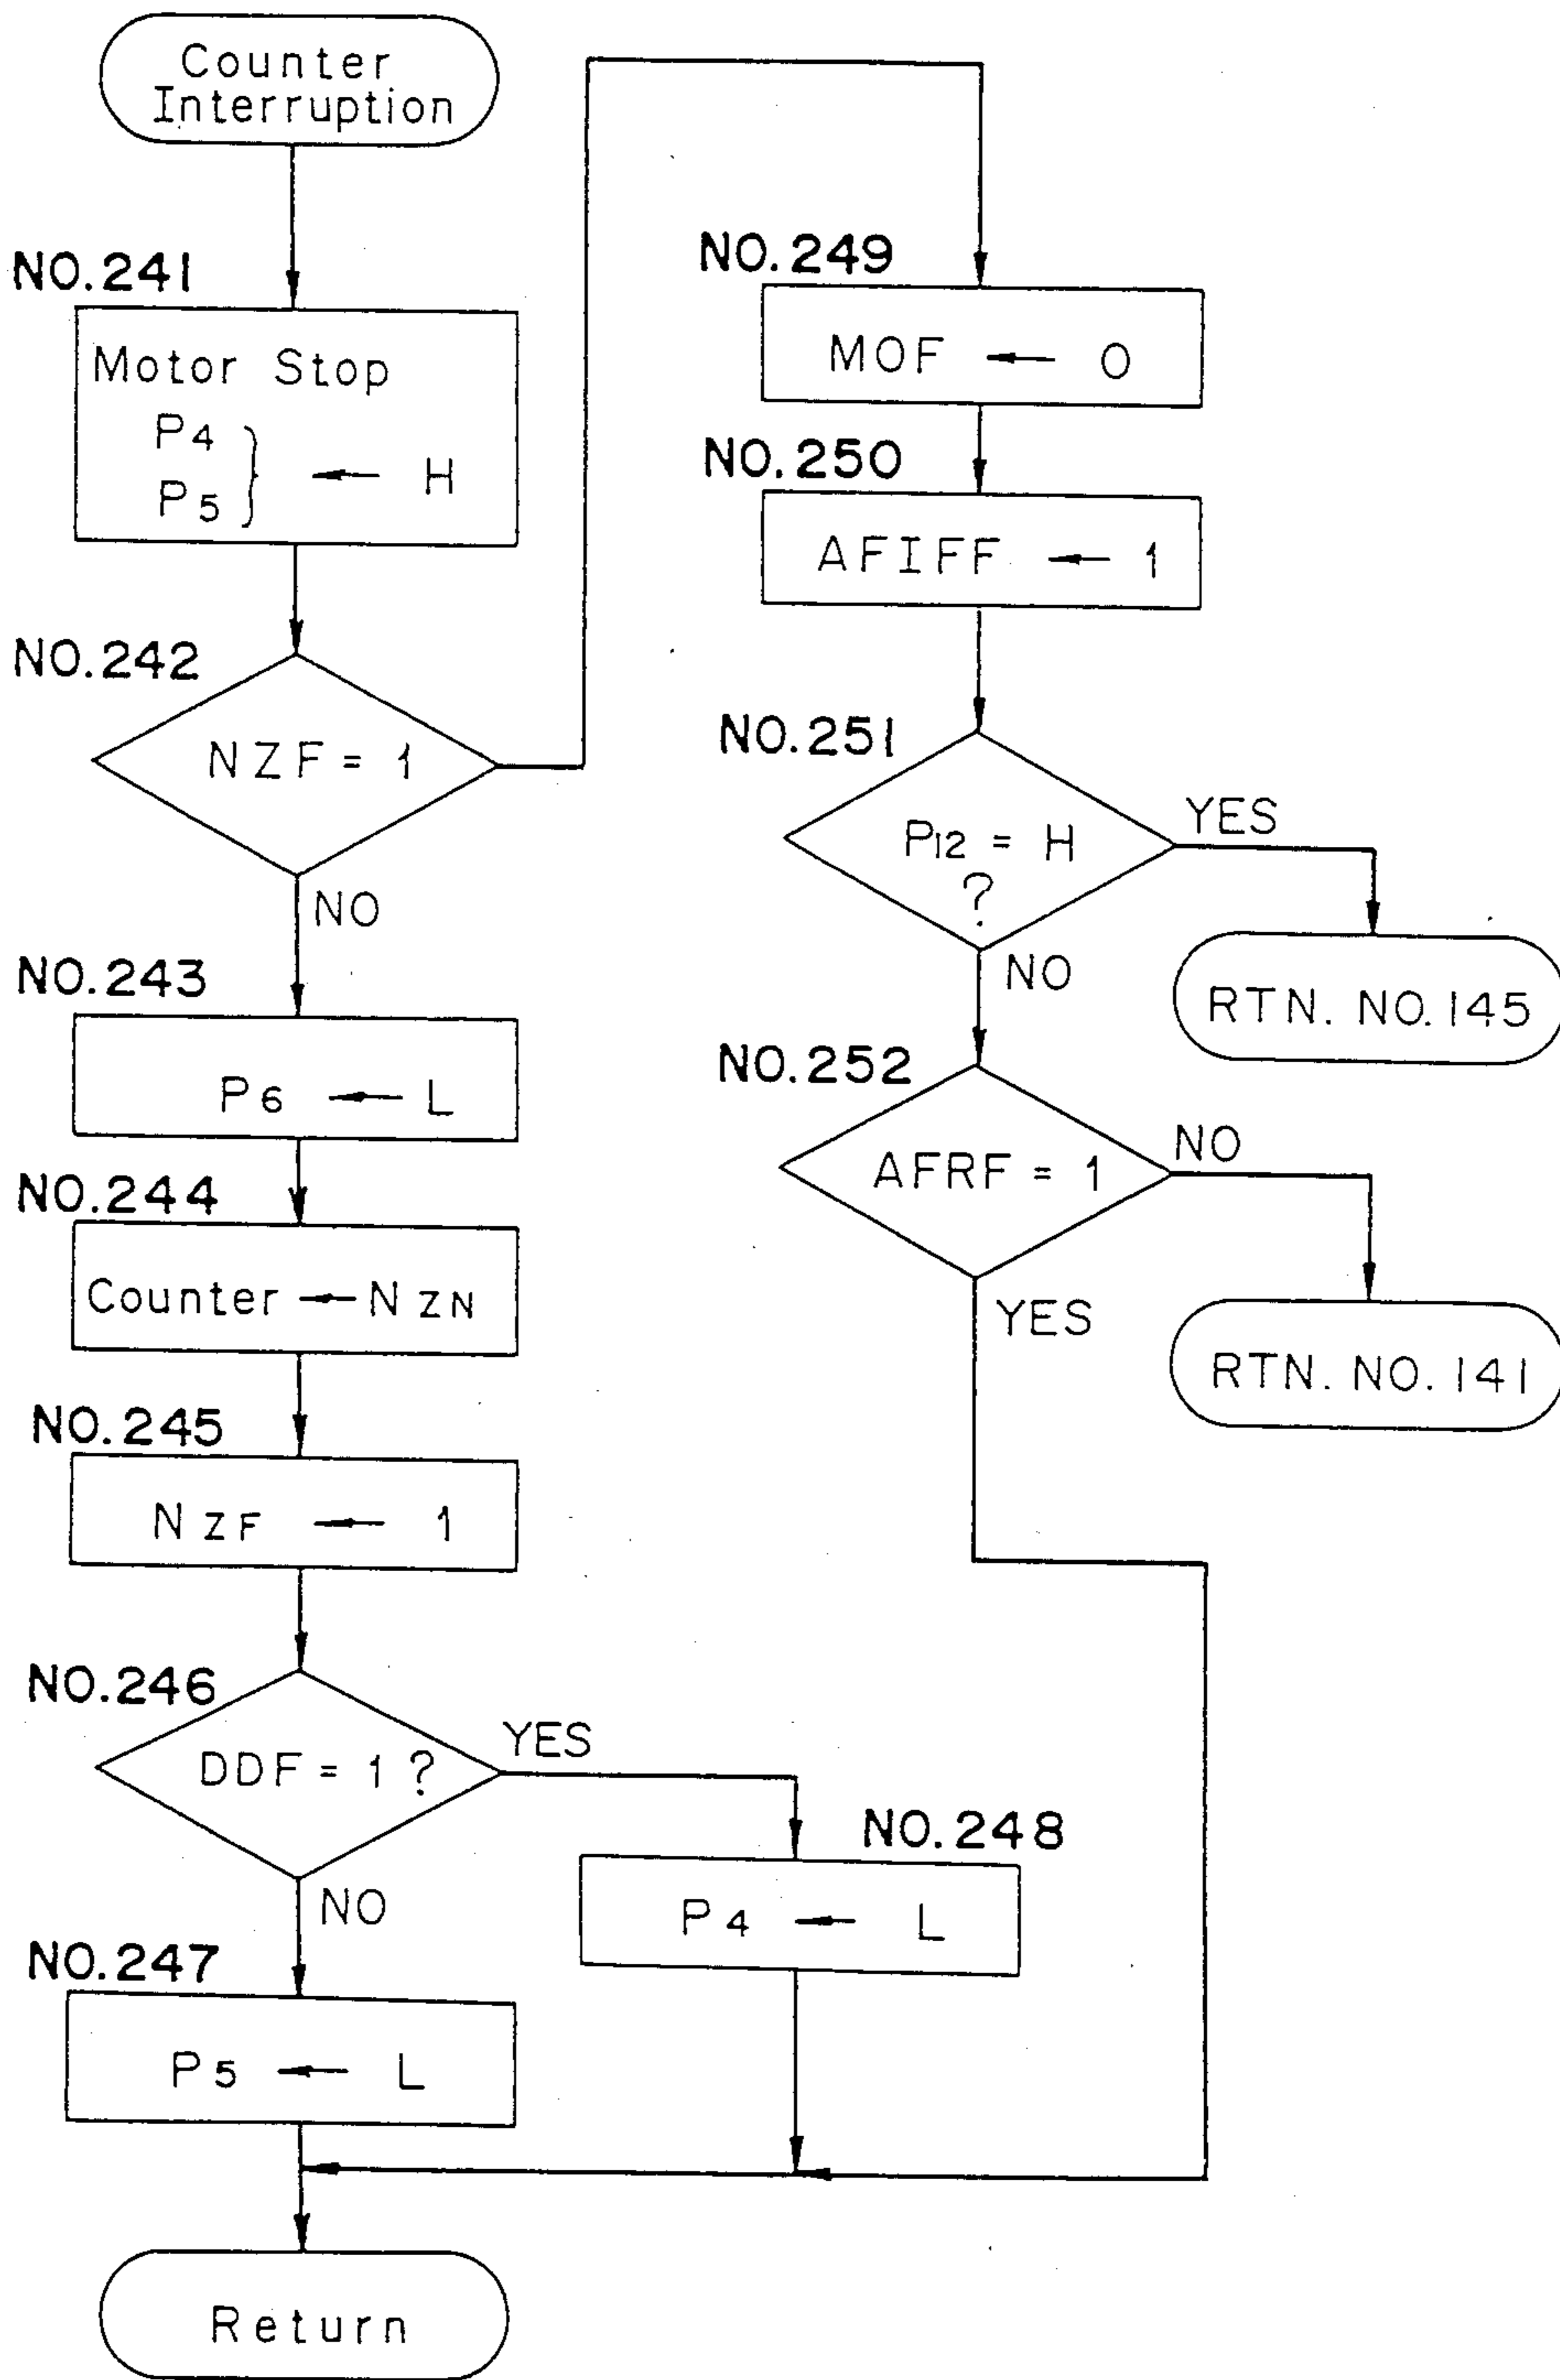 Counter
Interruption
NO.241
Motor Stop
P4
P5 } ← H
NO.242
NZF = 1
NO
NO.243
P6 ← L
NO.244
Counter ← NZN
NO.245
NZF ← 1
NO.246
DDF = 1 ?
YES
NO
NO.247
P5 ← L
NO.248
P4 ← L
Return
NO.249
MOF ← 0
NO.250
AFIFF ← 1
NO.251
P12 = H
?
YES
RTN. NO.145
NO
NO.252
AFRF = 1
NO
RTN. NO.141
YES